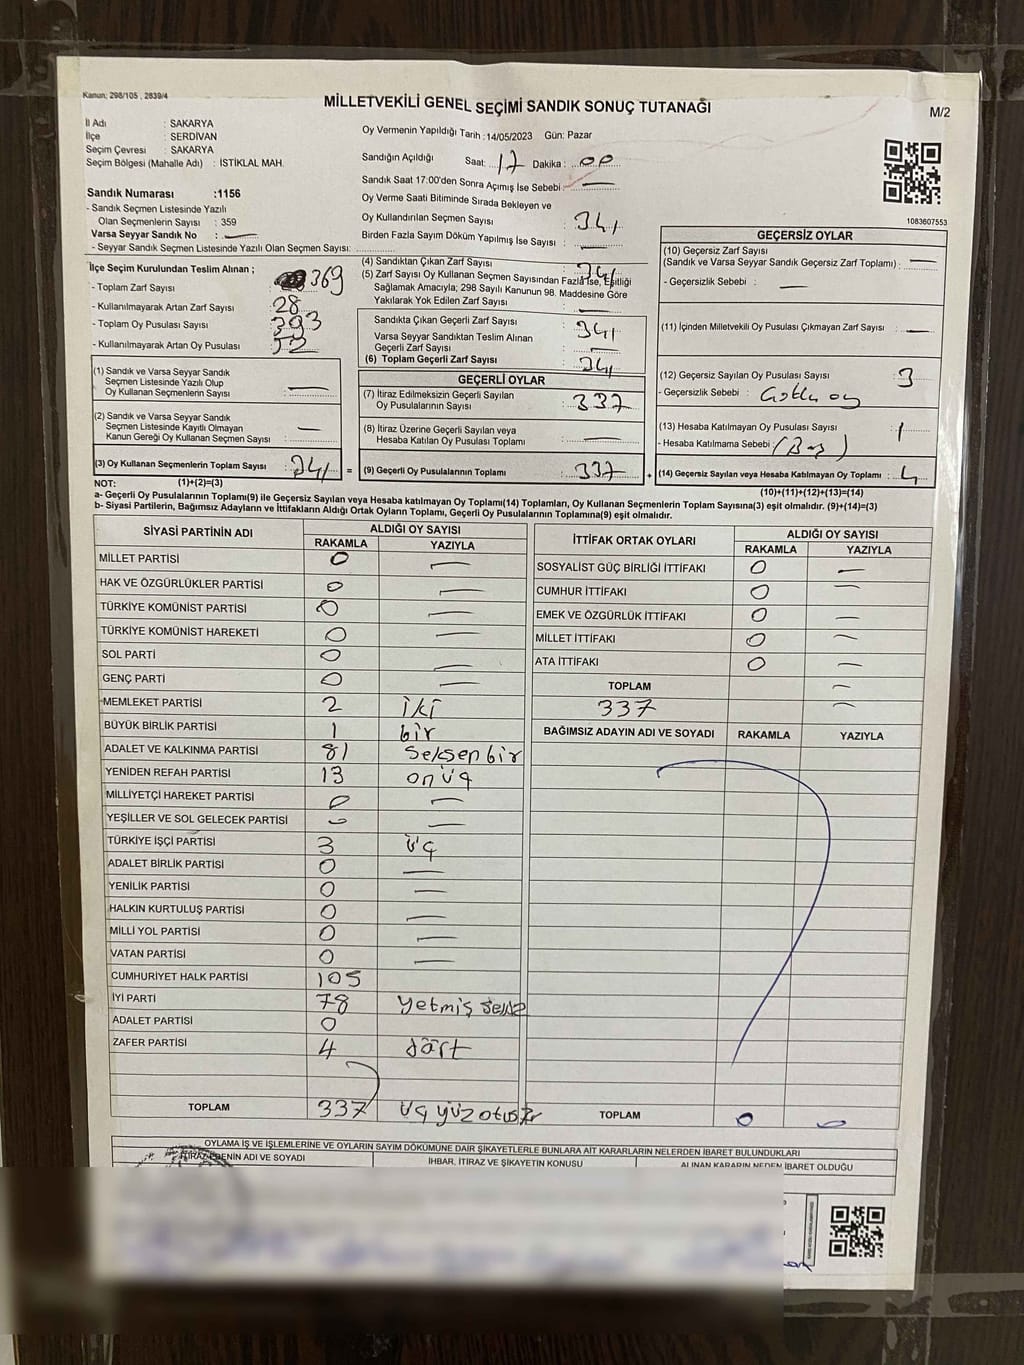 Kanun; 298/105 , 2839/4
MİLLETVEKİLİ GENEL SEÇİMİ SANDIK SONUÇ TUTANAĞI
M/2
İl Adı : SAKARYA
İlçe : SERDİVAN
Seçim Çevresi : SAKARYA
Seçim Bölgesi (Mahalle Adı) : İSTİKLAL MAH.
Sandık Numarası :1156
- Sandık Seçmen Listesinde Yazılı
Olan Seçmenlerin Sayısı : 359
Varsa Seyyar Sandık No : —
- Seyyar Sandık Seçmen Listesinde Yazılı Olan Seçmen Sayısı:
Oy Vermenin Yapıldığı Tarih :14/05/2023 Gün: Pazar
Sandığın Açıldığı Saat: 17 Dakika : 00
Sandık Saat 17:00'den Sonra Açımış İse Sebebi: —
Oy Verme Saati Bitiminde Sırada Bekleyen ve
Oy Kullandırılan Seçmen Sayısı : 341
Birden Fazla Sayım Döküm Yapılmış İse Sayısı : —
1083607553
İlçe Seçim Kurulundan Teslim Alınan ;
- Toplam Zarf Sayısı : 369
- Kullanılmayarak Artan Zarf Sayısı : 28
- Toplam Oy Pusulası Sayısı : 393
- Kullanılmayarak Artan Oy Pusulası : 52
(4) Sandıktan Çıkan Zarf Sayısı : 341
(5) Zarf Sayısı Oy Kullanan Seçmen Sayısından Fazla İse, Eşitliği
Sağlamak Amacıyla; 298 Sayılı Kanunun 98. Maddesine Göre
Yakılarak Yok Edilen Zarf Sayısı : —
Sandıkta Çıkan Geçerli Zarf Sayısı : 341
Varsa Seyyar Sandıktan Teslim Alınan
Geçerli Zarf Sayısı : —
(6) Toplam Geçerli Zarf Sayısı : 341
GEÇERSİZ OYLAR
(10) Geçersiz Zarf Sayısı
(Sandık ve Varsa Seyyar Sandık Geçersiz Zarf Toplamı) : —
- Geçersizlik Sebebi : —
(11) İçinden Milletvekili Oy Pusulası Çıkmayan Zarf Sayısı : —
(12) Geçersiz Sayılan Oy Pusulası Sayısı : 3
- Geçersizlik Sebebi :
(13) Hesaba Katılmayan Oy Pusulası Sayısı : 1
- Hesaba Katılmama Sebebi : (Boş)
(14) Geçersiz Sayılan veya Hesaba Katılmayan Oy Toplamı : 4
(1) Sandık ve Varsa Seyyar Sandık
Seçmen Listesinde Yazılı Olup
Oy Kullanan Seçmenlerin Sayısı : —
(2) Sandık ve Varsa Seyyar Sandık
Seçmen Listesinde Kayıtlı Olmayan
Kanun Gereği Oy Kullanan Seçmen Sayısı : —
(3) Oy Kullanan Seçmenlerin Toplam Sayısı : 341 =
GEÇERLİ OYLAR
(7) İtiraz Edilmeksizin Geçerli Sayılan
Oy Pusulalarının Sayısı : 337
(8) İtiraz Üzerine Geçerli Sayılan veya
Hesaba Katılan Oy Pusulası Toplamı : —
(9) Geçerli Oy Pusulalarının Toplamı : 337 +
NOT: (1)+(2)=(3) (10)+(11)+(12)+(13)=(14)
a- Geçerli Oy Pusulalarının Toplamı(9) ile Geçersiz Sayılan veya Hesaba katılmayan Oy Toplamı(14) Toplamları, Oy Kullanan Seçmenlerin Toplam Sayısına(3) eşit olmalıdır. (9)+(14)=(3)
b- Siyasi Partilerin, Bağımsız Adayların ve İttifakların Aldığı Ortak Oyların Toplamı, Geçerli Oy Pusulalarının Toplamına(9) eşit olmalıdır.
SİYASİ PARTİNİN ADI ALDIĞI OY SAYISI
RAKAMLA YAZIYLA
MİLLET PARTİSİ 0 —
HAK VE ÖZGÜRLÜKLER PARTİSİ 0 —
TÜRKİYE KOMÜNİST PARTİSİ 0 —
TÜRKİYE KOMÜNİST HAREKETİ 0 —
SOL PARTİ 0 —
GENÇ PARTİ 0 —
MEMLEKET PARTİSİ 2 iki
BÜYÜK BİRLİK PARTİSİ 1 bir
ADALET VE KALKINMA PARTİSİ 81 Seksen bir
YENİDEN REFAH PARTİSİ 13 on üç
MİLLİYETÇİ HAREKET PARTİSİ 0 —
YEŞİLLER VE SOL GELECEK PARTİSİ 0 —
TÜRKİYE İŞÇİ PARTİSİ 3 üç
ADALET BİRLİK PARTİSİ 0 —
YENİLİK PARTİSİ 0 —
HALKIN KURTULUŞ PARTİSİ 0 —
MİLLİ YOL PARTİSİ 0 —
VATAN PARTİSİ 0 —
CUMHURİYET HALK PARTİSİ 105
İYİ PARTİ 78 yetmiş sekiz
ADALET PARTİSİ 0
ZAFER PARTİSİ 4 dört
TOPLAM 337 üç yüz otuz
İTTİFAK ORTAK OYLARI ALDIĞI OY SAYISI
RAKAMLA YAZIYLA
SOSYALİST GÜÇ BİRLİĞİ İTTİFAKI 0 —
CUMHUR İTTİFAKI 0 —
EMEK VE ÖZGÜRLÜK İTTİFAKI 0 —
MİLLET İTTİFAKI 0 —
ATA İTTİFAKI 0 —
TOPLAM —
337 —
BAĞIMSIZ ADAYIN ADI VE SOYADI RAKAMLA YAZIYLA
TOPLAM 0 0
OYLAMA İŞ VE İŞLEMLERİNE VE OYLARIN SAYIM DÖKÜMÜNE DAİR ŞİKAYETLERLE BUNLARA AİT KARARLARIN NELERDEN İBARET BULUNDUKLARI
İTİRAZ EDENİN ADI VE SOYADI İHBAR, İTİRAZ VE ŞİKAYETİN KONUSU ALINAN KARARIN NEDEN İBARET OLDUĞU